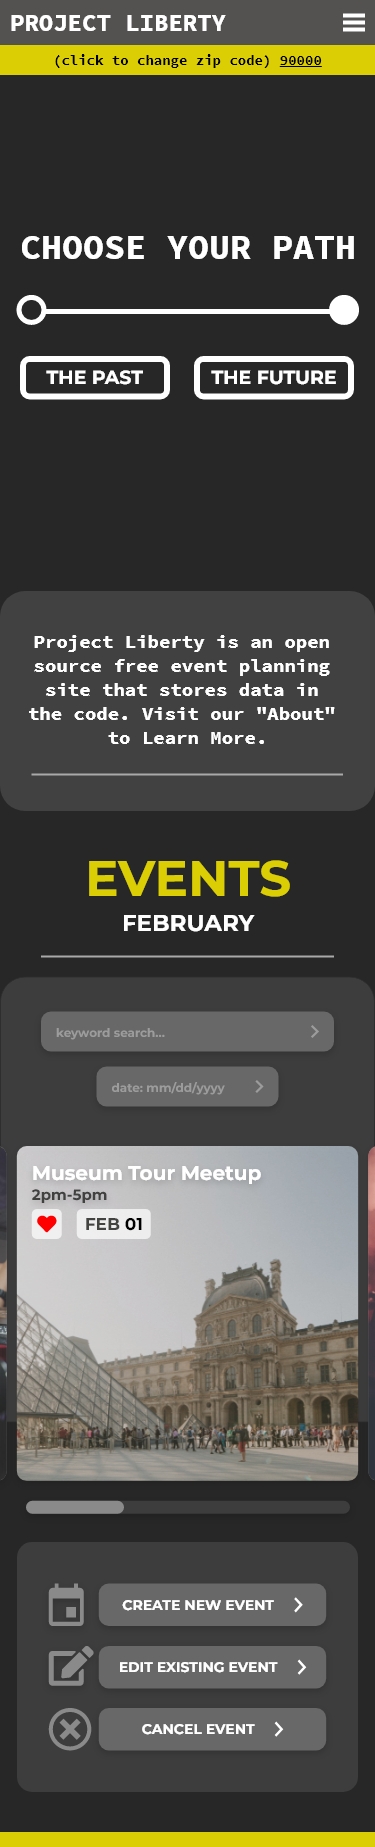 PROJECT LIBERTY
(click to change zip code) 90000
CHOOSE YOUR PATH
THE PAST
THE FUTURE
Project Liberty is an open
source free event planning
site that stores data in
the code. Visit our "About"
to Learn More.
EVENTS
FEBRUARY
keyword search...
date: mm/dd/yyyy
Museum Tour Meetup
2pm-5pm
FEB 01
CREATE NEW EVENT
EDIT EXISTING EVENT
CANCEL EVENT